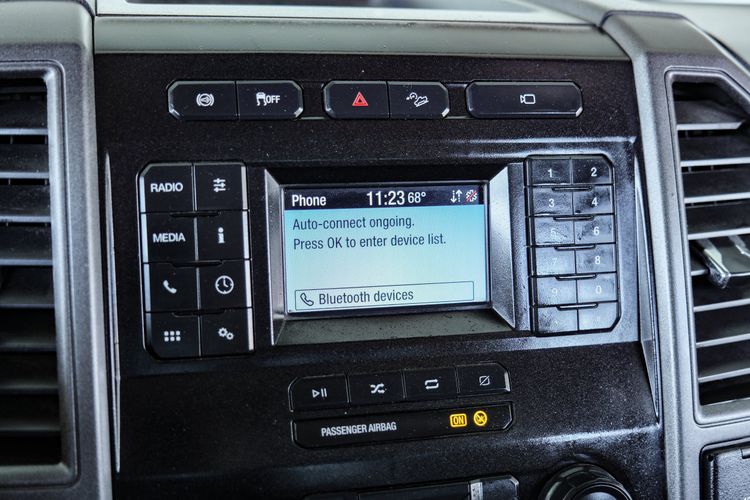 OFF
RADIO
MEDIA
Phone 11:23 68°
Auto-connect ongoing.
Press OK to enter device list.
Bluetooth devices
1 2
3 4
5 6
7 8
9 0
PASSENGER AIRBAG ON